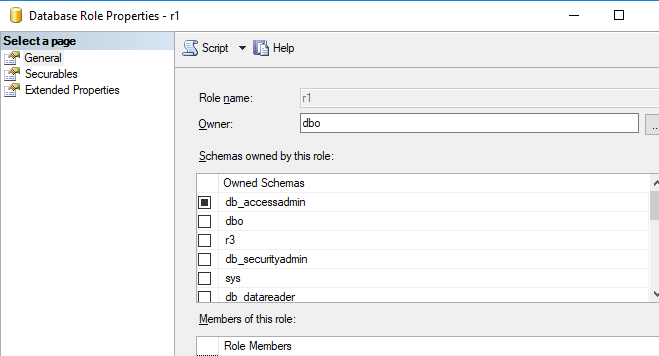 Database Role Properties - r1
Select a page
General
Securables
Extended Properties
Script
Help
Role name:
r1
Owner:
dbo
...
Schemas owned by this role:
Owned Schemas
db_accessadmin
dbo
r3
db_securityadmin
sys
db_datareader
Members of this role:
Role Members